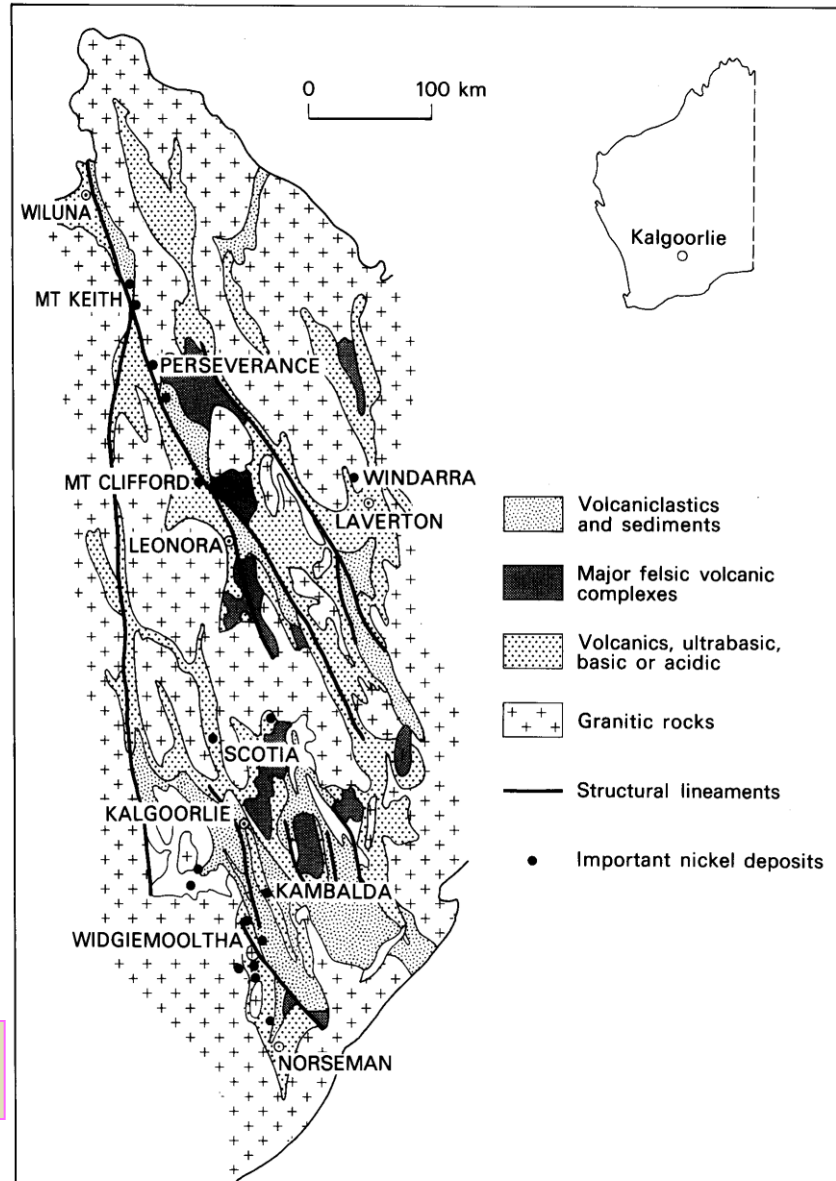 0 100 km
WILUNA
MT KEITH
PERSEVERANCE
MT CLIFFORD
WINDARRA
LAVERTON
LEONORA
SCOTIA
KALGOORLIE
KAMBALDA
WIDGIEMOOLTHA
NORSEMAN
Kalgoorlie
Volcaniclastics
and sediments
Major felsic volcanic
complexes
Volcanics, ultrabasic,
basic or acidic
Granitic rocks
Structural lineaments
Important nickel deposits